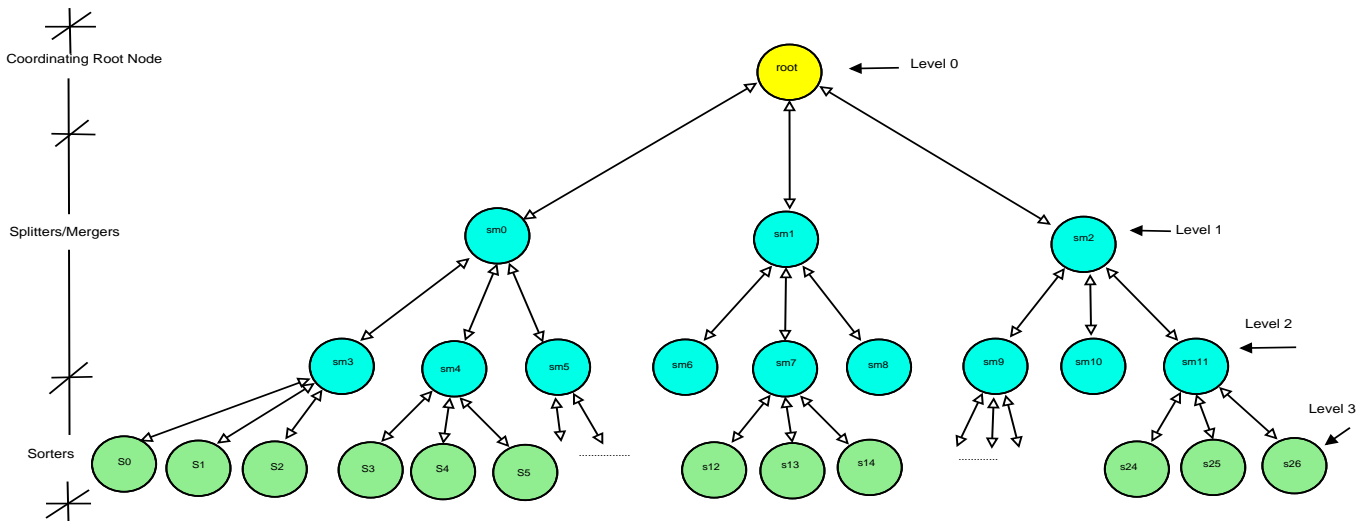 Coordinating Root Node
root
Level 0
Splitters/Mergers
sm0
sm1
sm2
Level 1
sm3
sm4
sm5
sm6
sm7
sm8
sm9
sm10
sm11
Level 2
Sorters
S0
S1
S2
S3
S4
S5
s12
s13
s14
s24
s25
s26
Level 3